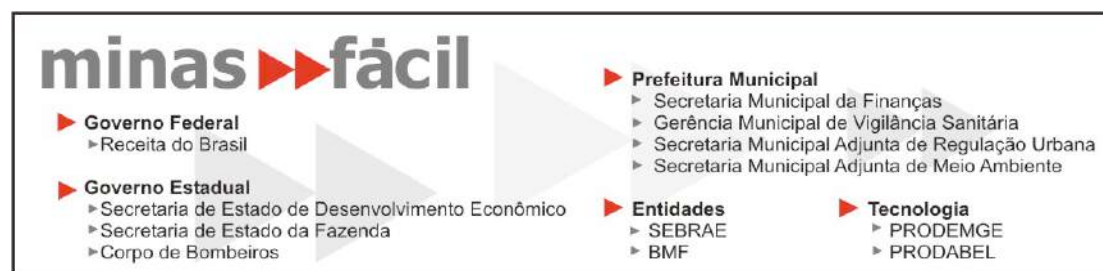 minas fácil
Governo Federal
Receita do Brasil
Governo Estadual
Secretaria de Estado de Desenvolvimento Econômico
Secretaria de Estado da Fazenda
Corpo de Bombeiros
Prefeitura Municipal
Secretaria Municipal da Finanças
Gerência Municipal de Vigilância Sanitária
Secretaria Municipal Adjunta de Regulação Urbana
Secretaria Municipal Adjunta de Meio Ambiente
Entidades
SEBRAE
BMF
Tecnologia
PRODEMGE
PRODABEL